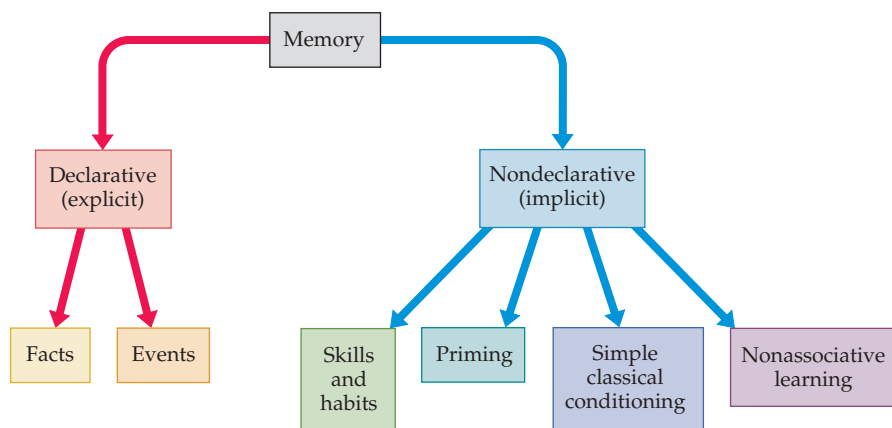 Memory
Declarative
(explicit)
Nondeclarative
(implicit)
Facts
Events
Skills
and
habits
Priming
Simple
classical
conditioning
Nonassociative
learning